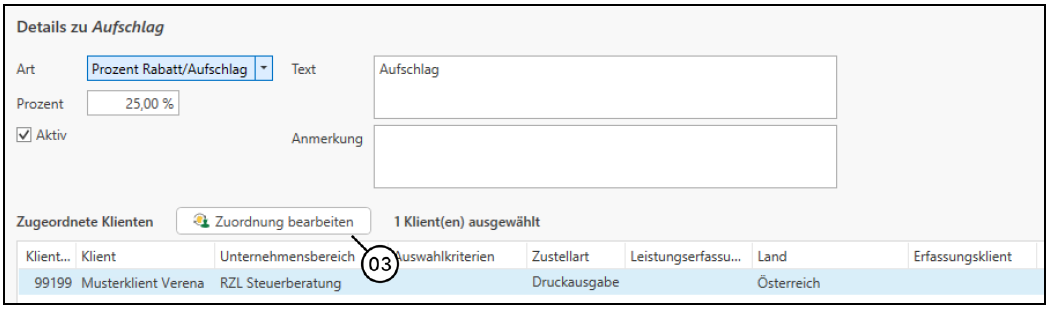 Details zu Aufschlag
Art Prozent Rabatt/Aufschlag Text Aufschlag
Prozent 25,00 %
Aktiv
Anmerkung
Zugeordnete Klienten Zuordnung bearbeiten 1 Klient(en) ausgewählt
Klient... Klient Unternehmensbereich Auswahlkriterien Zustellart Leistungserfassu... Land Erfassungsklient
03
99199 Musterklient Verena RZL Steuerberatung Druckausgabe Österreich